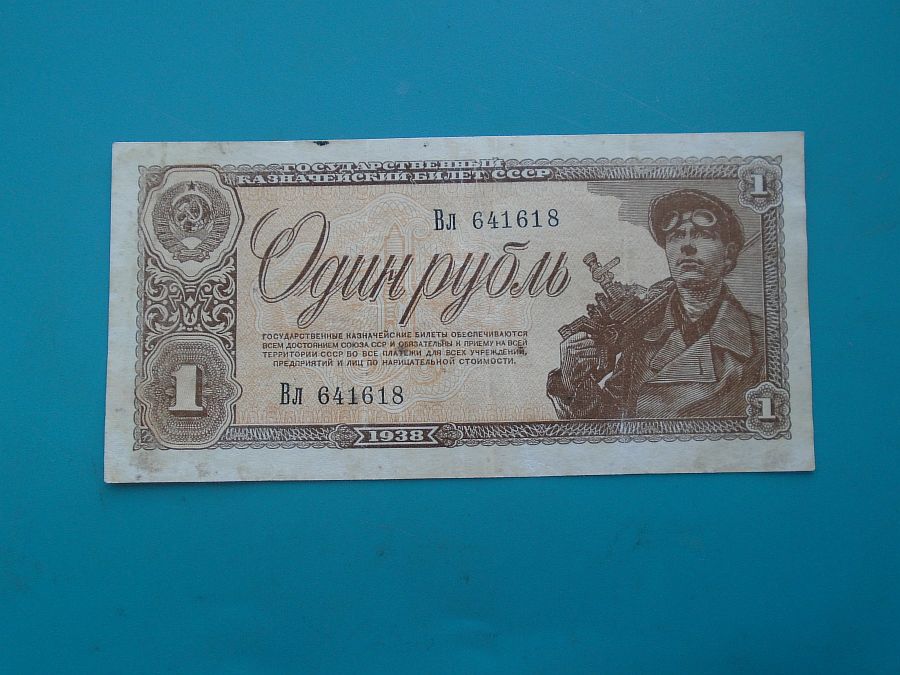 ГОСУДАРСТВЕННЫЙ
КАЗНАЧЕЙСКИЙ БИЛЕТ СССР
1
Вл 641618
Один рубль
ГОСУДАРСТВЕННЫЕ КАЗНАЧЕЙСКИЕ БИЛЕТЫ ОБЕСПЕЧИВАЮТСЯ
ВСЕМ ДОСТОЯНИЕМ СОЮЗА ССР И ОБЯЗАТЕЛЬНЫ К ПРИЕМУ НА ВСЕЙ
ТЕРРИТОРИИ СССР ВО ВСЕ ПЛАТЕЖИ ДЛЯ ВСЕХ УЧРЕЖДЕНИЙ,
ПРЕДПРИЯТИЙ И ЛИЦ ПО НАРИЦАТЕЛЬНОЙ СТОИМОСТИ.
1
Вл 641618
1
1938